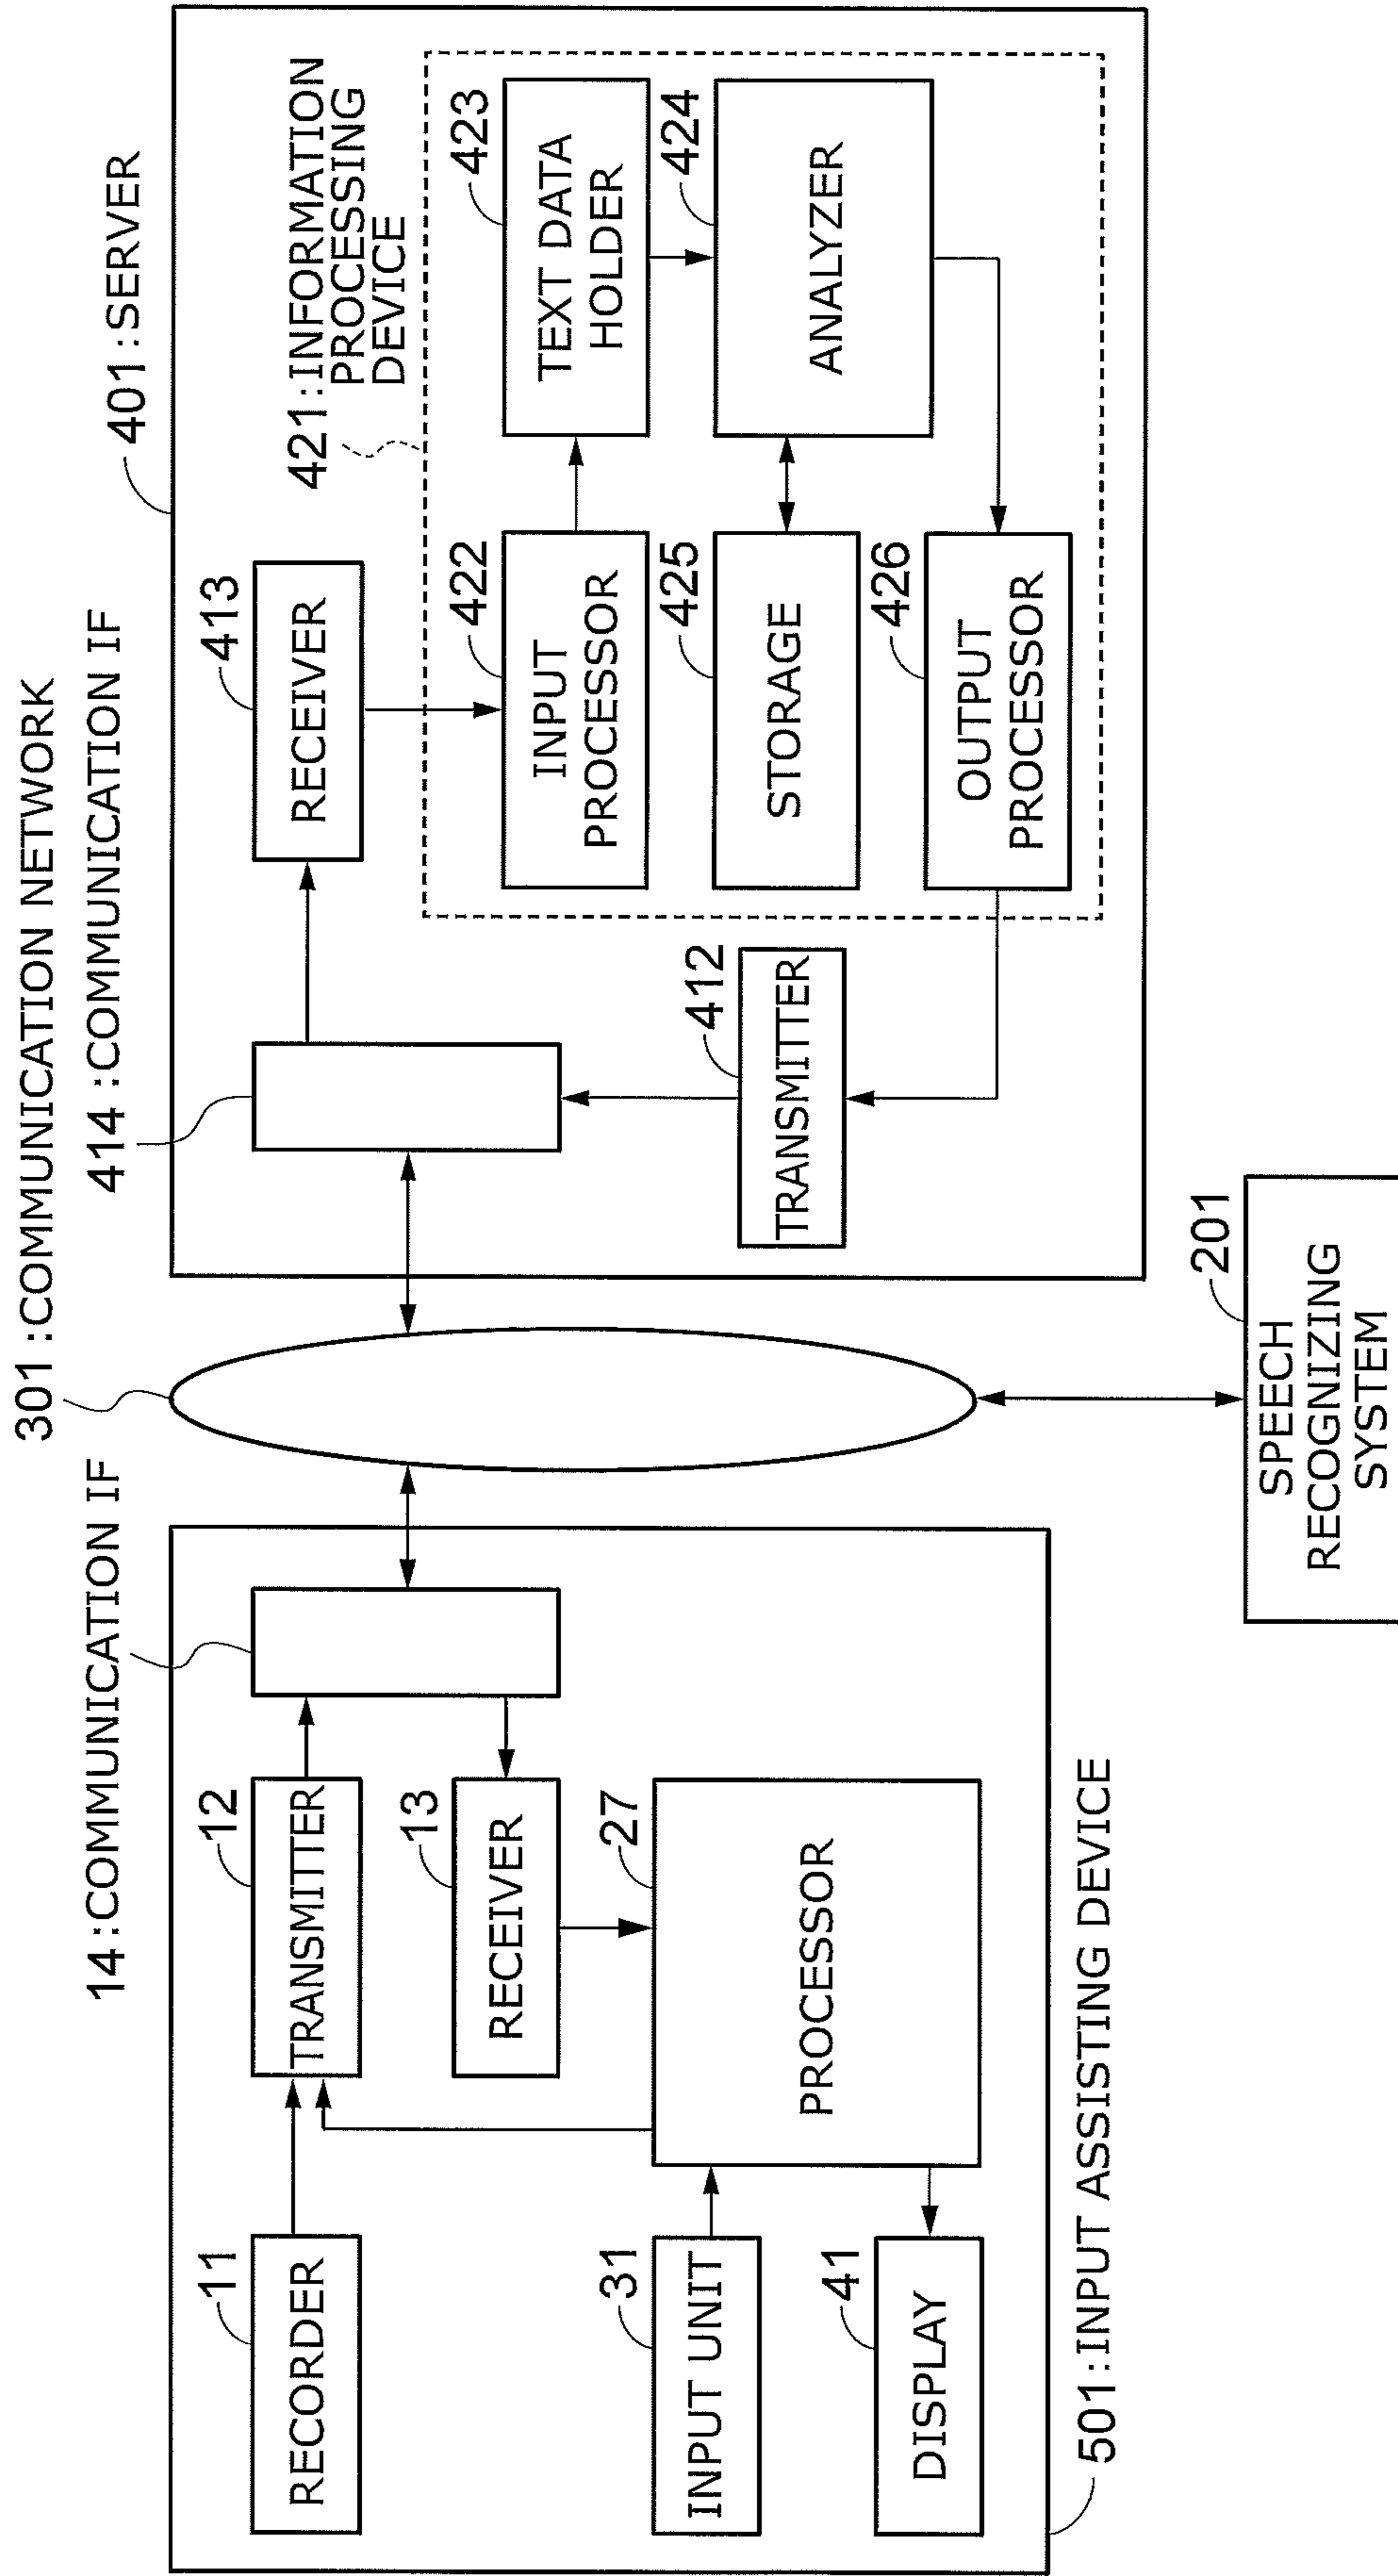 301 :COMMUNICATION NETWORK
14 :COMMUNICATION IF
414 :COMMUNICATION IF
401 :SERVER
11
RECORDER
12
TRANSMITTER
13
RECEIVER
31
INPUT UNIT
27
PROCESSOR
41
DISPLAY
501 :INPUT ASSISTING DEVICE
413
RECEIVER
421 :INFORMATION
PROCESSING
DEVICE
422
INPUT
PROCESSOR
423
TEXT DATA
HOLDER
425
STORAGE
424
ANALYZER
412
TRANSMITTER
426
OUTPUT
PROCESSOR
201
SPEECH
RECOGNIZING
SYSTEM